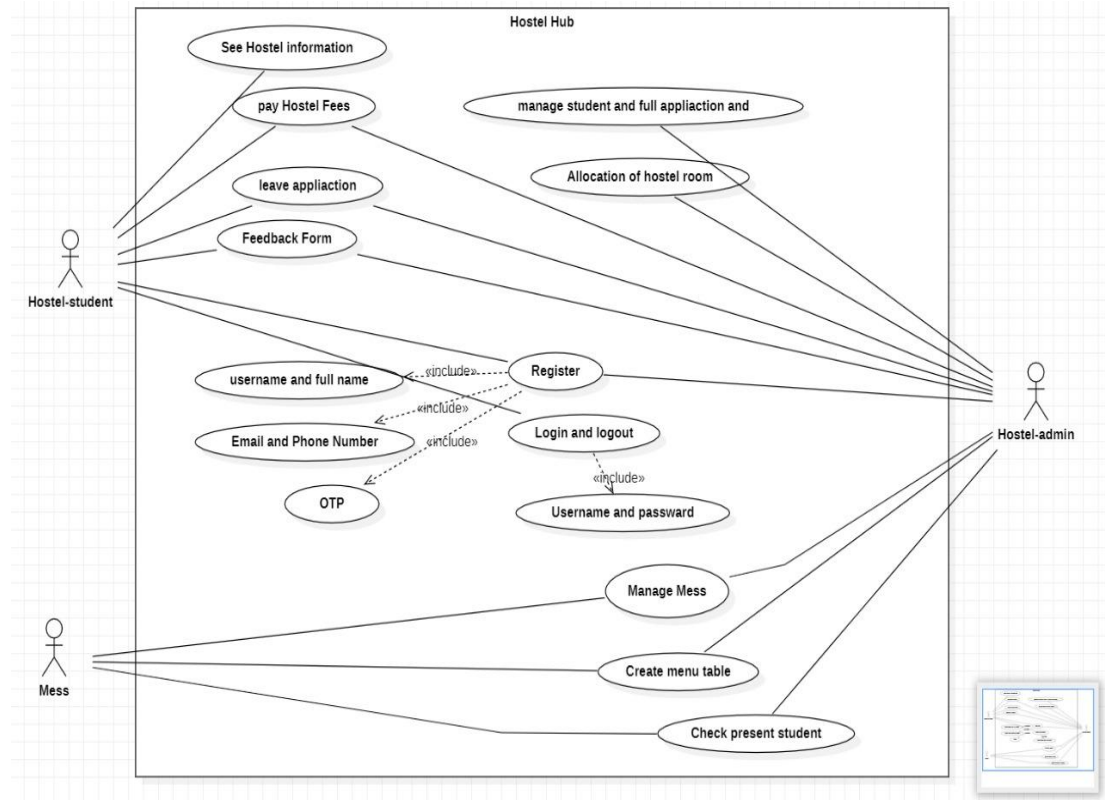 Hostel Hub
See Hostel information
pay Hostel Fees
manage student and full appliaction and
Allocation of hostel room
leave appliaction
Feedback Form
Hostel-student
Register
«include»
username and full name
«include»
Login and logout
Email and Phone Number
«include»
Hostel-admin
«include»
OTP
Username and passward
Manage Mess
Mess
Create menu table
Check present student